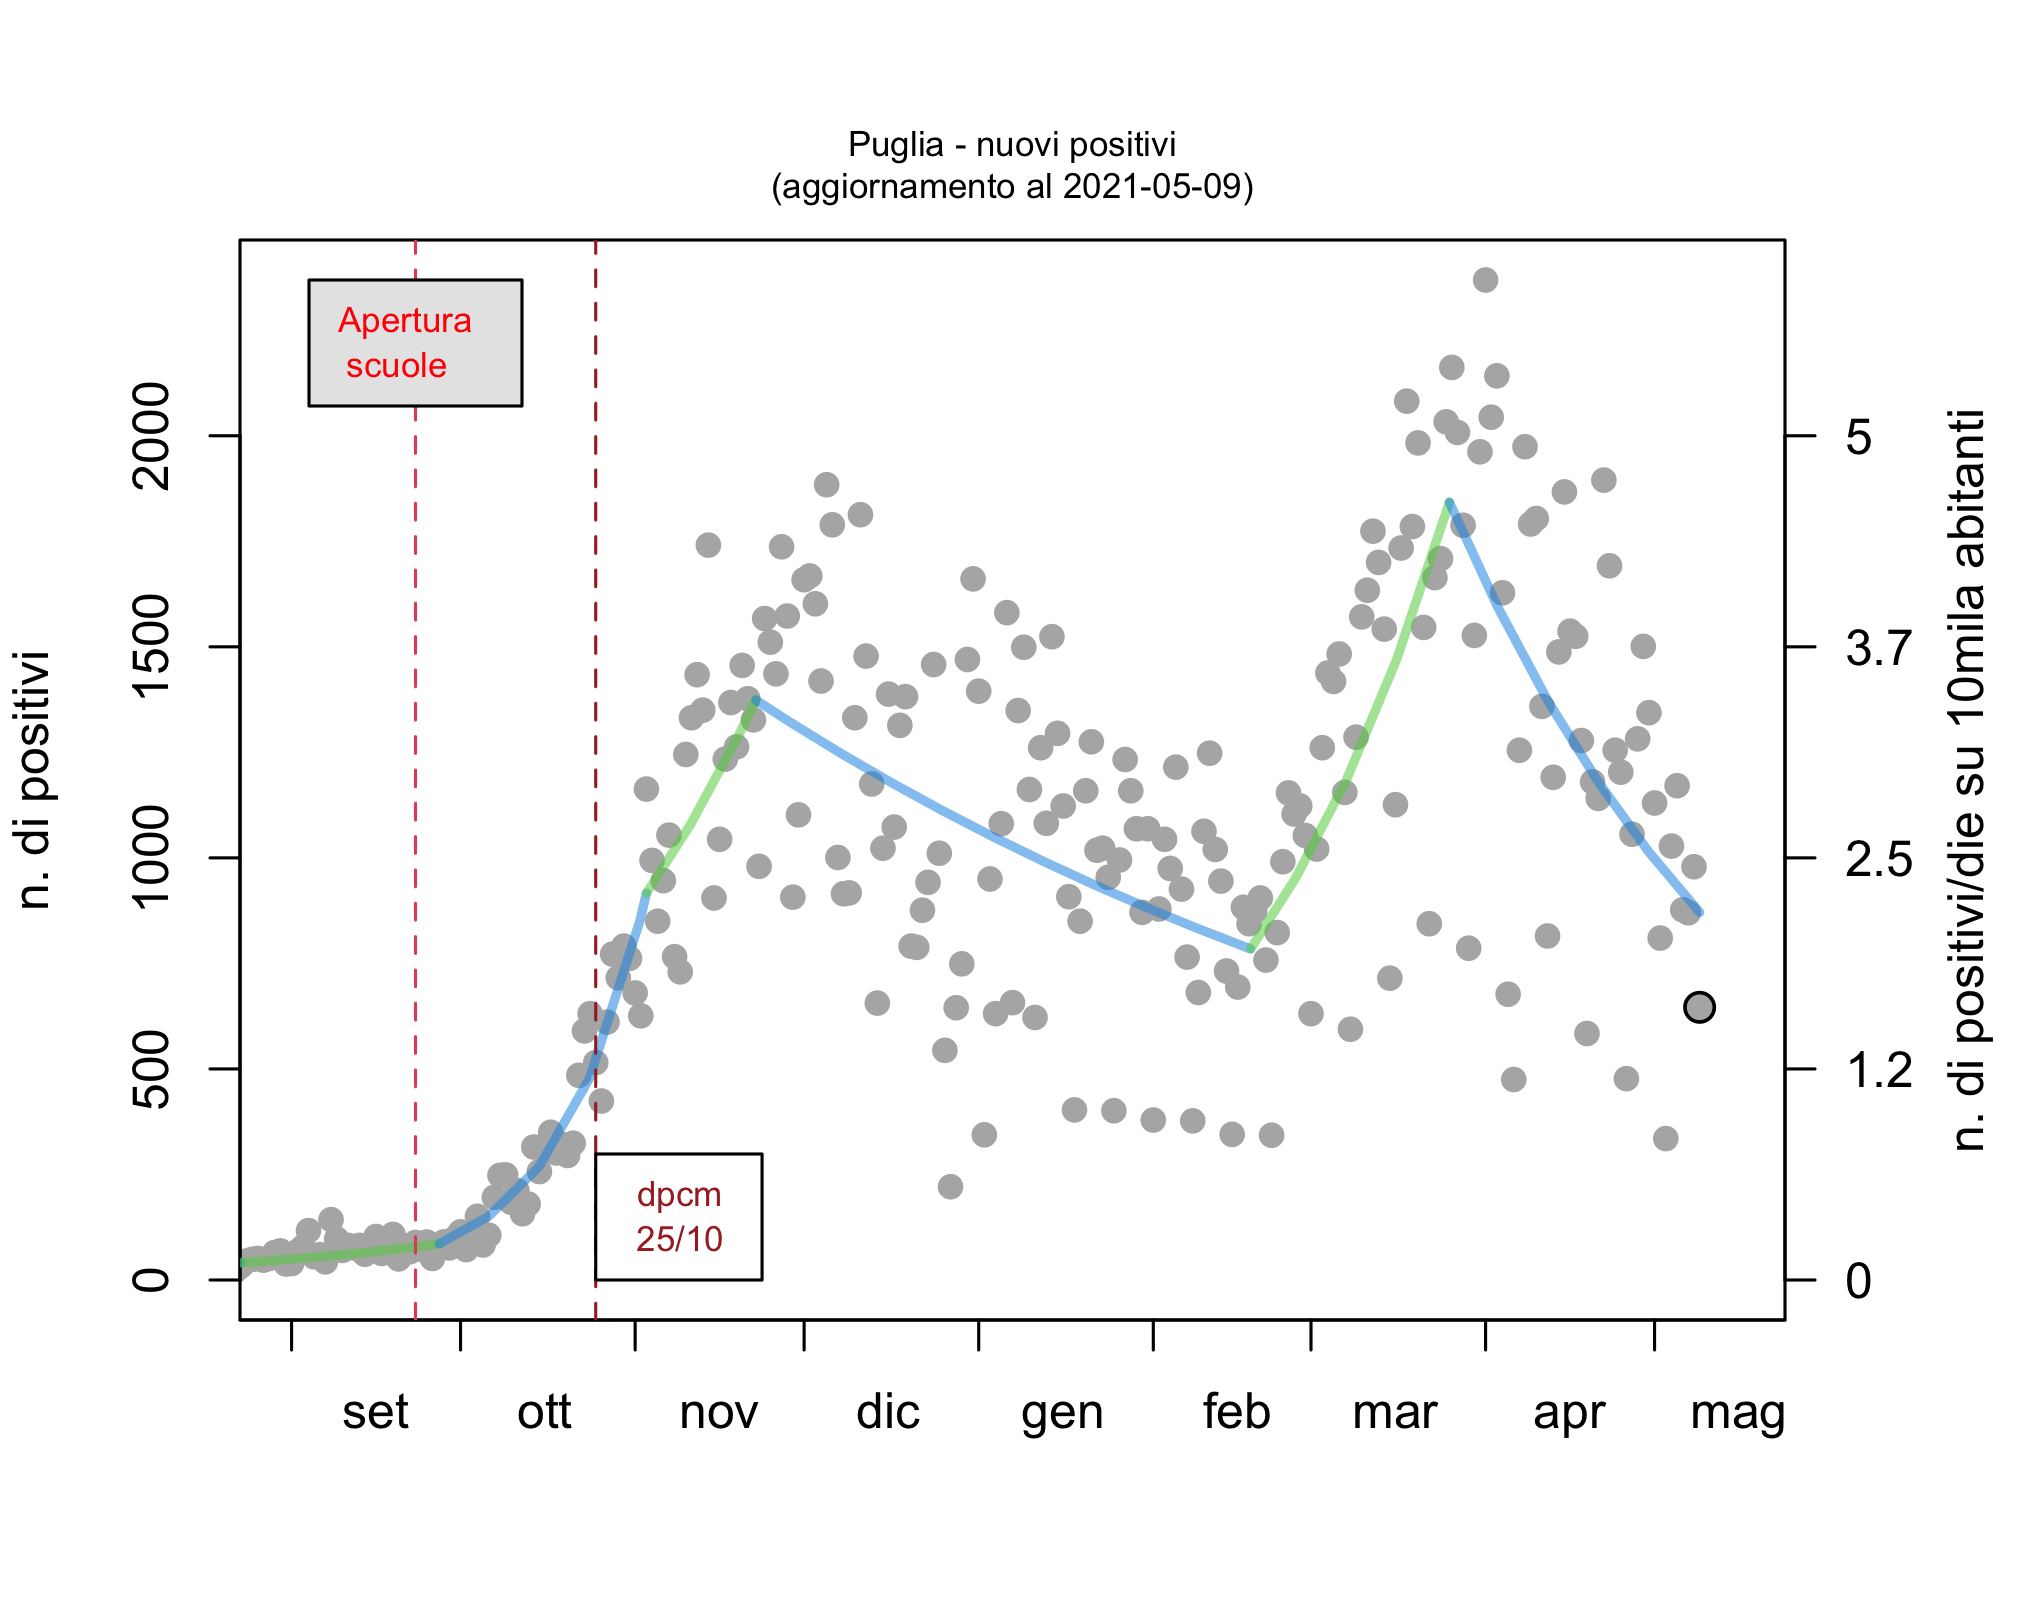 Puglia - nuovi positivi
(aggiornamento al 2021-05-09)
Apertura
scuole
dpcm
25/10
n. di positivi
0
500
1000
1500
2000
n. di positivi/die su 10mila abitanti
0
1.2
2.5
3.7
5
set ott nov dic gen feb mar apr mag